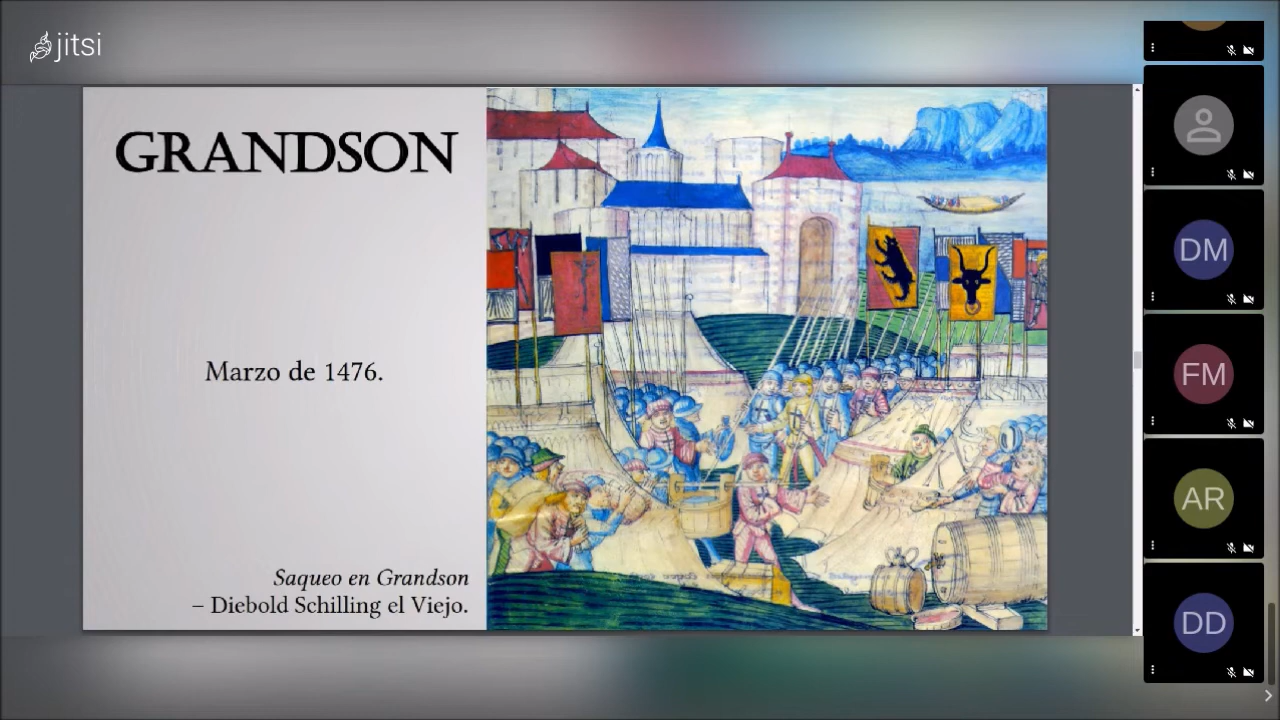 jitsi
GRANDSON
Marzo de 1476.
Saqueo en Grandson
– Diebold Schilling el Viejo.
DM
FM
AR
DD